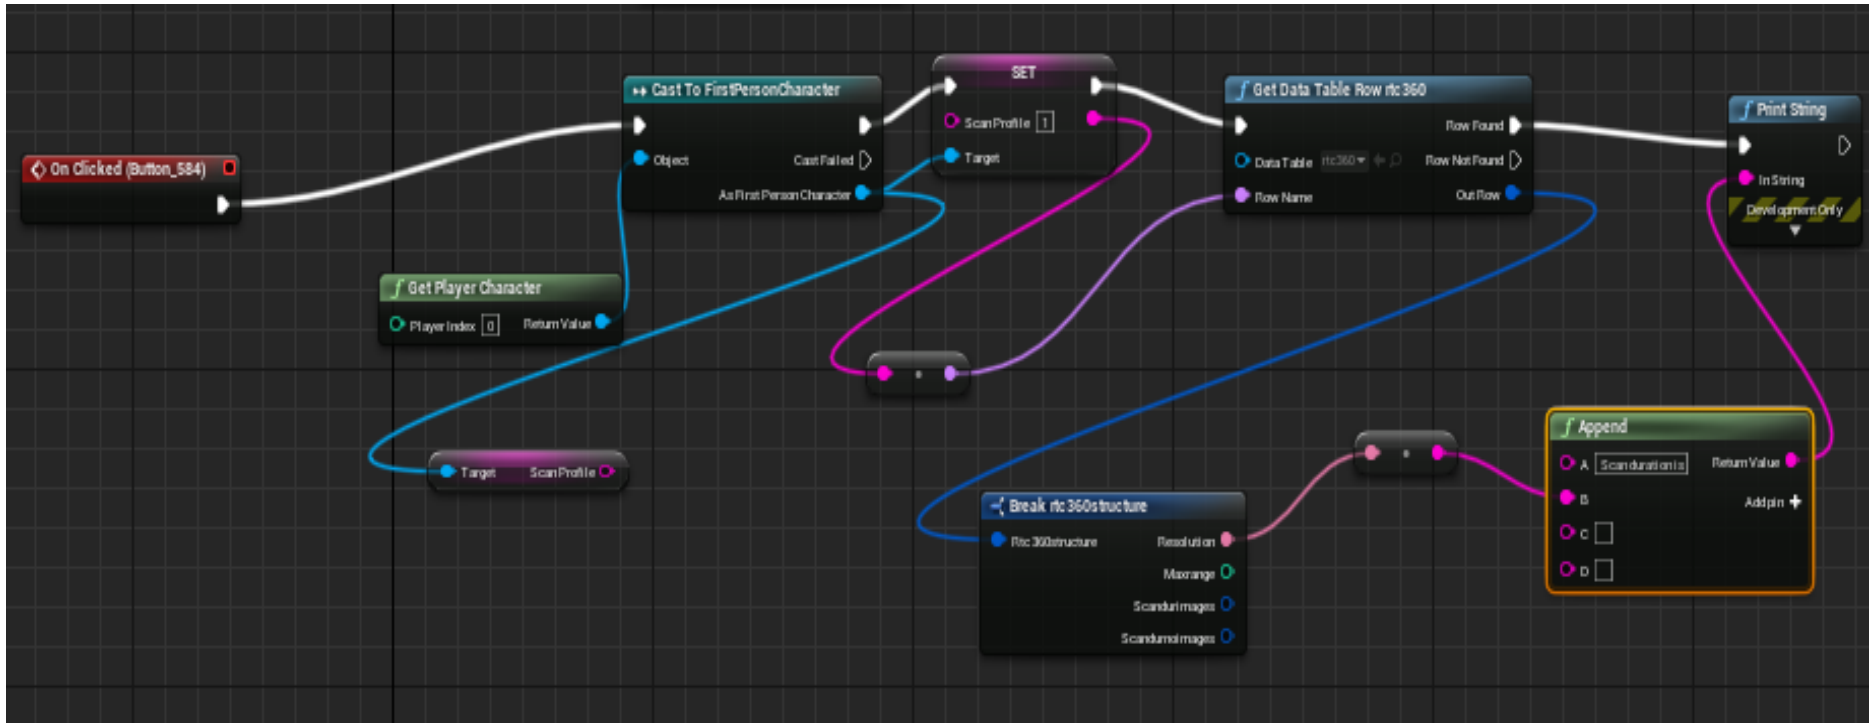 On Clicked (Button_584)
Cast To FirstPersonCharacter
Object
Cast Failed
As First Person Character
SET
Scan Profile 1
Target
Get Data Table Row rtc360
Row Found
Data Table rtc360
Row Not Found
Row Name
Out Row
Print String
In String
Development Only
Get Player Character
Player Index 0
Return Value
Target
Scan Profile
Break rtc360structure
Rtc 360structure
Resolution
Maxrange
Scandurimages
Scandurnoimages
Append
A Scan duration is
Return Value
B
Add pin +
C
D